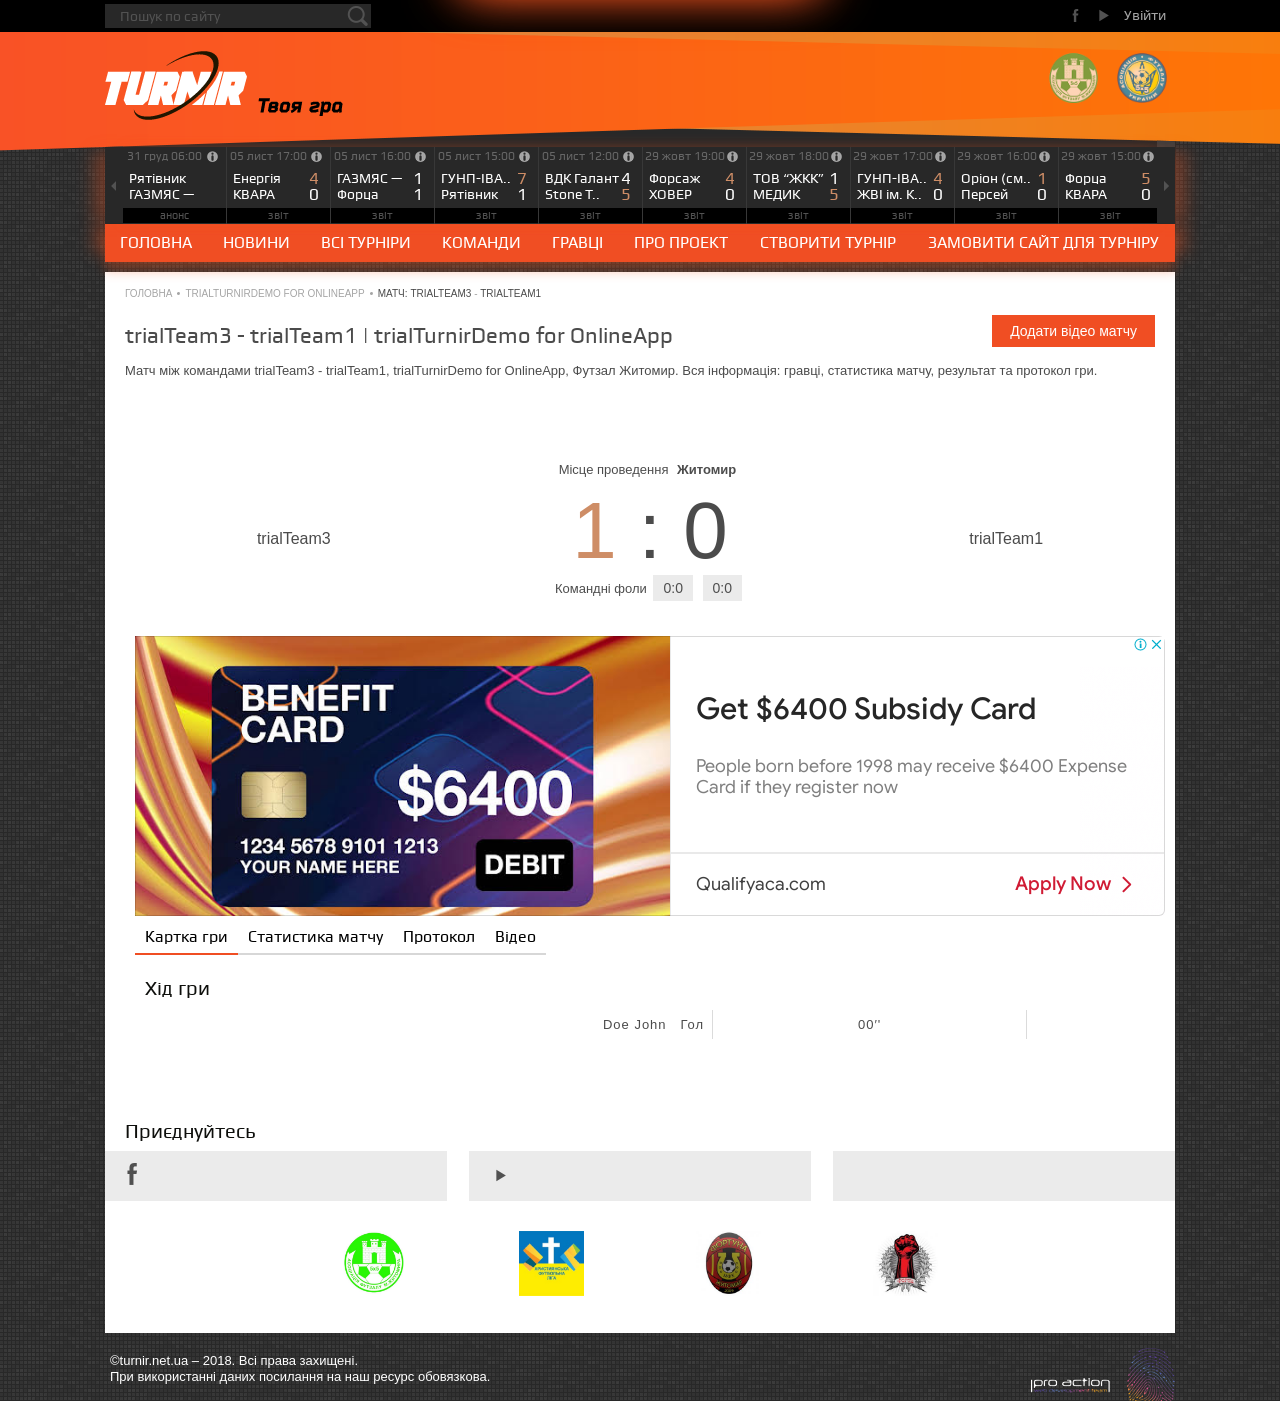 Пошук по сайту
Увійти
TURNIR Твоя гра
31 груд 06:00
Рятівник
ГАЗМЯС —
анонс
05 лист 17:00
Енергія 4
КВАРА 0
звіт
05 лист 16:00
ГАЗМЯС — 1
Форца 1
звіт
05 лист 15:00
ГУНП-ІВА.. 7
Рятівник 1
звіт
05 лист 12:00
ВДК Галант 4
Stone T.. 5
звіт
29 жовт 19:00
Форсаж 4
ХОВЕР 0
звіт
29 жовт 18:00
ТОВ “ЖКК” 1
МЕДИК 5
звіт
29 жовт 17:00
ГУНП-ІВА.. 4
ЖВІ ім. К.. 0
звіт
29 жовт 16:00
Оріон (см.. 1
Персей 0
звіт
29 жовт 15:00
Форца 5
КВАРА 0
звіт
ГОЛОВНА НОВИНИ ВСІ ТУРНІРИ КОМАНДИ ГРАВЦІ ПРО ПРОЕКТ СТВОРИТИ ТУРНІР ЗАМОВИТИ САЙТ ДЛЯ ТУРНІРУ
ГОЛОВНА • TRIALTURNIRDEMO FOR ONLINEAPP • МАТЧ: TRIALTEAM3 - TRIALTEAM1
trialTeam3 - trialTeam1 | trialTurnirDemo for OnlineApp
Додати відео матчу
Матч між командами trialTeam3 - trialTeam1, trialTurnirDemo for OnlineApp, Футзал Житомир. Вся інформація: гравці, статистика матчу, результат та протокол гри.
Місце проведення Житомир
trialTeam3 1 : 0 trialTeam1
Командні фоли 0:0 0:0
BENEFIT
CARD
$6400
1234 5678 9101 1213
YOUR NAME HERE
DEBIT
Get $6400 Subsidy Card
People born before 1998 may receive $6400 Expense
Card if they register now
Qualifyaca.com
Apply Now
Картка гри Статистика матчу Протокол Відео
Хід гри
Doe John Гол 00''
Приєднуйтесь
©turnir.net.ua – 2018. Всі права захищені.
При використанні даних посилання на наш ресурс обовязкова.
pro action